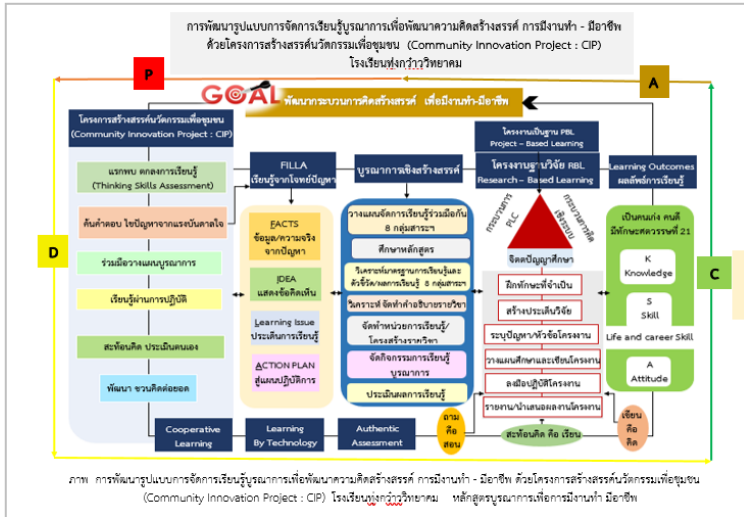 การพัฒนารูปแบบการจัดการเรียนรู้บูรณาการเพื่อพัฒนาความคิดสร้างสรรค์ การมีงานทำ - มีอาชีพ
ด้วยโครงการสร้างสรรค์นวัตกรรมเพื่อชุมชน (Community Innovation Project : CIP)
โรงเรียนทุ่งกว๋าววิทยาคม
P
A
GOAL
พัฒนากระบวนการคิดสร้างสรรค์ เพื่อมีงานทำ-มีอาชีพ
โครงการสร้างสรรค์นวัตกรรมเพื่อชุมชน
(Community Innovation Project : CIP)
แรกพบ ตกลงการเรียนรู้
(Thinking Skills Assessment)
ค้นคำตอบ ไขปัญหาจากแรงบันดาลใจ
ร่วมมือวางแผนบูรณาการ
เรียนรู้ผ่านการปฏิบัติ
สะท้อนคิด ประเมินตนเอง
พัฒนา ชวนคิดต่อยอด
D
FILLA
เรียนรู้จากโจทย์ปัญหา
FACTS
ข้อมูล/ความจริง
จากปัญหา
IDEA
แสดงข้อคิดเห็น
Learning Issue
ประเด็นการเรียนรู้
ACTION PLAN
สู่แผนปฏิบัติการ
บูรณาการเชิงสร้างสรรค์
วางแผนจัดการเรียนรู้ร่วมมือกัน
8 กลุ่มสาระฯ
ศึกษาหลักสูตร
วิเคราะห์มาตรฐานการเรียนรู้และ
ตัวชี้วัด/ผลการเรียนรู้ 8 กลุ่มสาระฯ
วิเคราะห์ จัดทำคำอธิบายรายวิชา
จัดทำหน่วยการเรียนรู้/
โครงสร้างรายวิชา
จัดกิจกรรมการเรียนรู้
บูรณาการ
ประเมินผลการเรียนรู้
โครงงานเป็นฐาน PBL
Project – Based Learning
โครงงานฐานวิจัย RBL
Research – Based Learning
กระบวนการ
PLC
กระบวนการคิด
เชิงระบบ
จิตตปัญญาศึกษา
ฝึกทักษะที่จำเป็น
สร้างประเด็นวิจัย
ระบุปัญหา/หัวข้อโครงงาน
วางแผนศึกษาและเขียนโครงงาน
ลงมือปฏิบัติโครงงาน
รายงาน/นำเสนอผลงานโครงงาน
Learning Outcomes
ผลลัพธ์การเรียนรู้
เป็นคนเก่ง คนดี
มีทักษะศตวรรษที่ 21
K
Knowledge
S
Skill
Life and career Skill
A
Attitude
C
Cooperative
Learning
Learning
By Technology
Authentic
Assessment
ถาม
คือ
สอน
สะท้อนคิด คือ เรียน
เขียน
คือ
คิด
ภาพ การพัฒนารูปแบบการจัดการเรียนรู้บูรณาการเพื่อพัฒนาความคิดสร้างสรรค์ การมีงานทำ - มีอาชีพ ด้วยโครงการสร้างสรรค์นวัตกรรมเพื่อชุมชน
(Community Innovation Project : CIP) โรงเรียนทุ่งกว๋าววิทยาคม หลักสูตรบูรณาการเพื่อการมีงานทำ มีอาชีพ